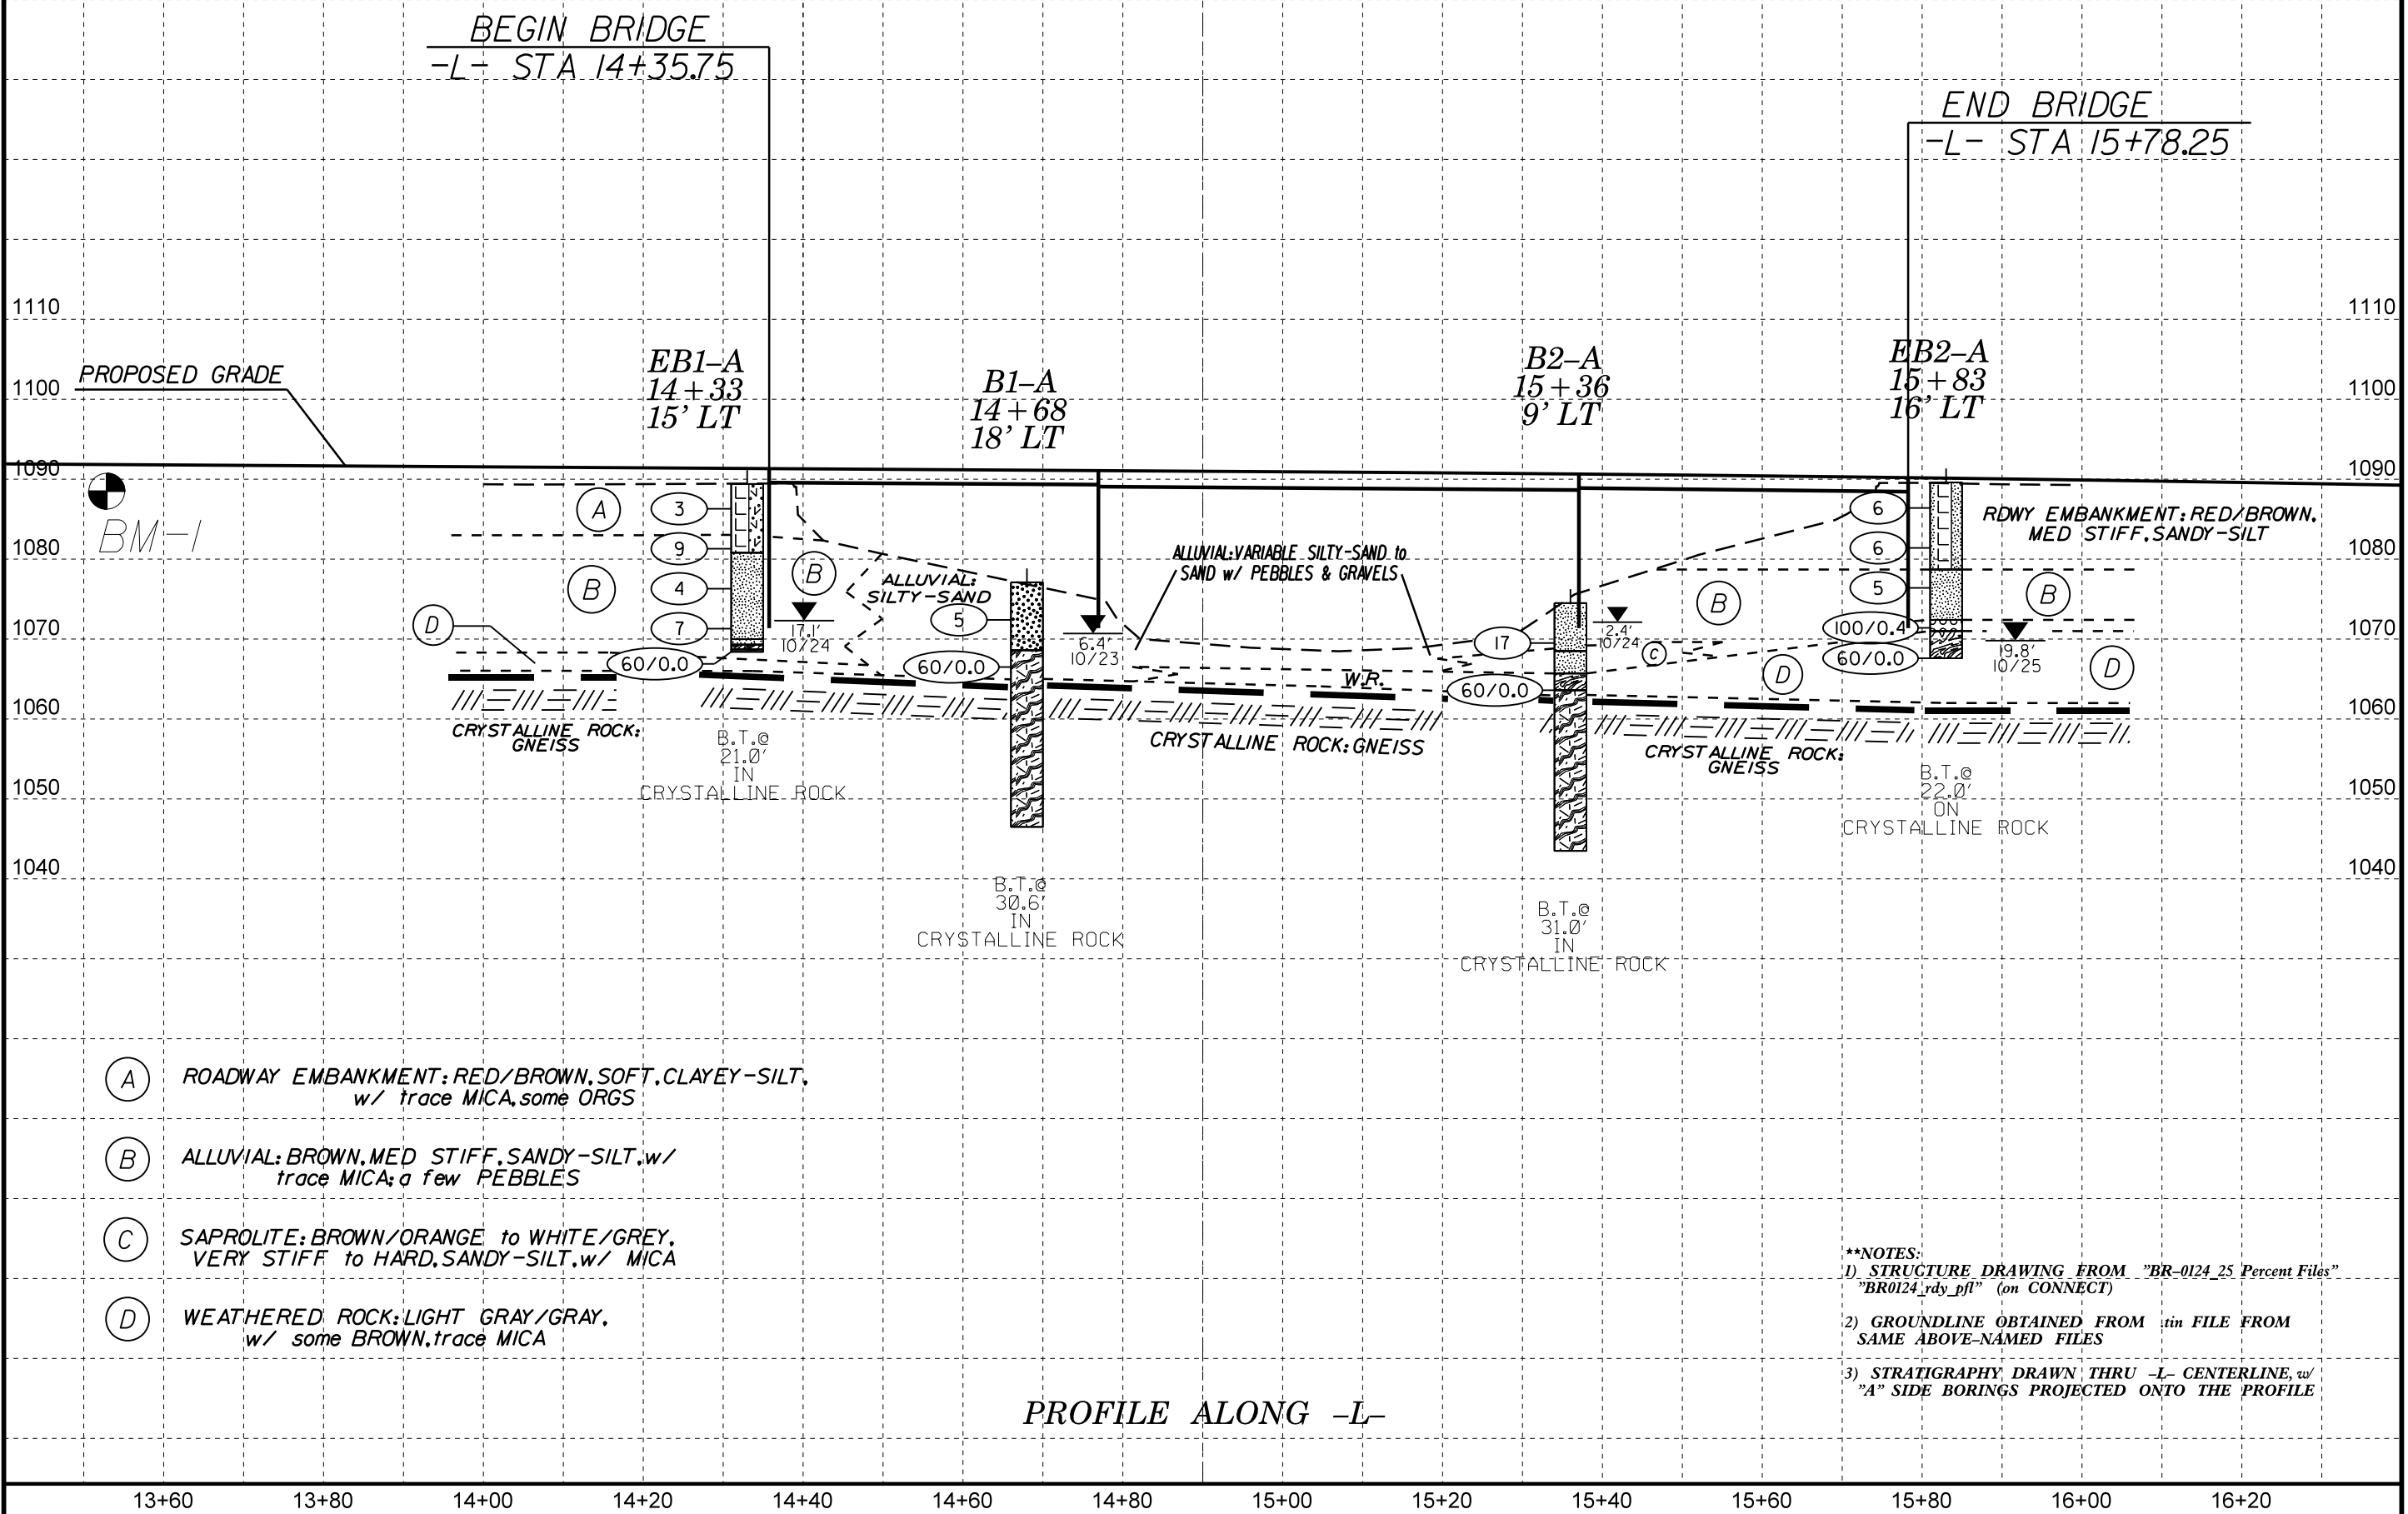 BEGIN BRIDGE
-L- STA 14+35.75
END BRIDGE
-L- STA 15+78.25
1110
1110
EB1-A
14+33
15' LT
B1-A
14+68
18' LT
B2-A
15+36
9' LT
EB2-A
15+83
16' LT
PROPOSED GRADE
1100
1100
1090
1090
BM-1
A
3
9
B
4
7
D
60/0.0
B
17.1'
10/24
ALLUVIAL:
SILTY-SAND
5
60/0.0
6.4'
10/23
ALLUVIAL:VARIABLE SILTY-SAND to
SAND w/ PEBBLES & GRAVELS
W.R.
17
60/0.0
2.4'
10/24
C
B
D
6
6
5
100/0.4
60/0.0
RDWY EMBANKMENT:RED/BROWN,
MED STIFF,SANDY-SILT
B
19.8'
10/25
D
1080
1080
1070
1070
1060
1060
CRYSTALLINE ROCK:
GNEISS
CRYSTALLINE ROCK:GNEISS
CRYSTALLINE ROCK:
GNEISS
B.T.@
21.0'
IN
CRYSTALLINE ROCK
B.T.@
22.0'
ON
CRYSTALLINE ROCK
1050
1050
1040
1040
B.T.@
30.6'
IN
CRYSTALLINE ROCK
B.T.@
31.0'
IN
CRYSTALLINE ROCK
A
ROADWAY EMBANKMENT:RED/BROWN,SOFT,CLAYEY-SILT,
w/ trace MICA,some ORGS
B
ALLUVIAL:BROWN,MED STIFF,SANDY-SILT,w/
trace MICA;a few PEBBLES
C
SAPROLITE:BROWN/ORANGE to WHITE/GREY,
VERY STIFF to HARD,SANDY-SILT,w/ MICA
D
WEATHERED ROCK:LIGHT GRAY/GRAY,
w/ some BROWN,trace MICA
**NOTES:
1) STRUCTURE DRAWING FROM "BR-0124_25 Percent Files"
"BR0124_rdy_pfl" (on CONNECT)
2) GROUNDLINE OBTAINED FROM .tin FILE FROM
SAME ABOVE-NAMED FILES
3) STRATIGRAPHY DRAWN THRU -L- CENTERLINE, w/
"A" SIDE BORINGS PROJECTED ONTO THE PROFILE
PROFILE ALONG -L-
13+60 13+80 14+00 14+20 14+40 14+60 14+80 15+00 15+20 15+40 15+60 15+80 16+00 16+20